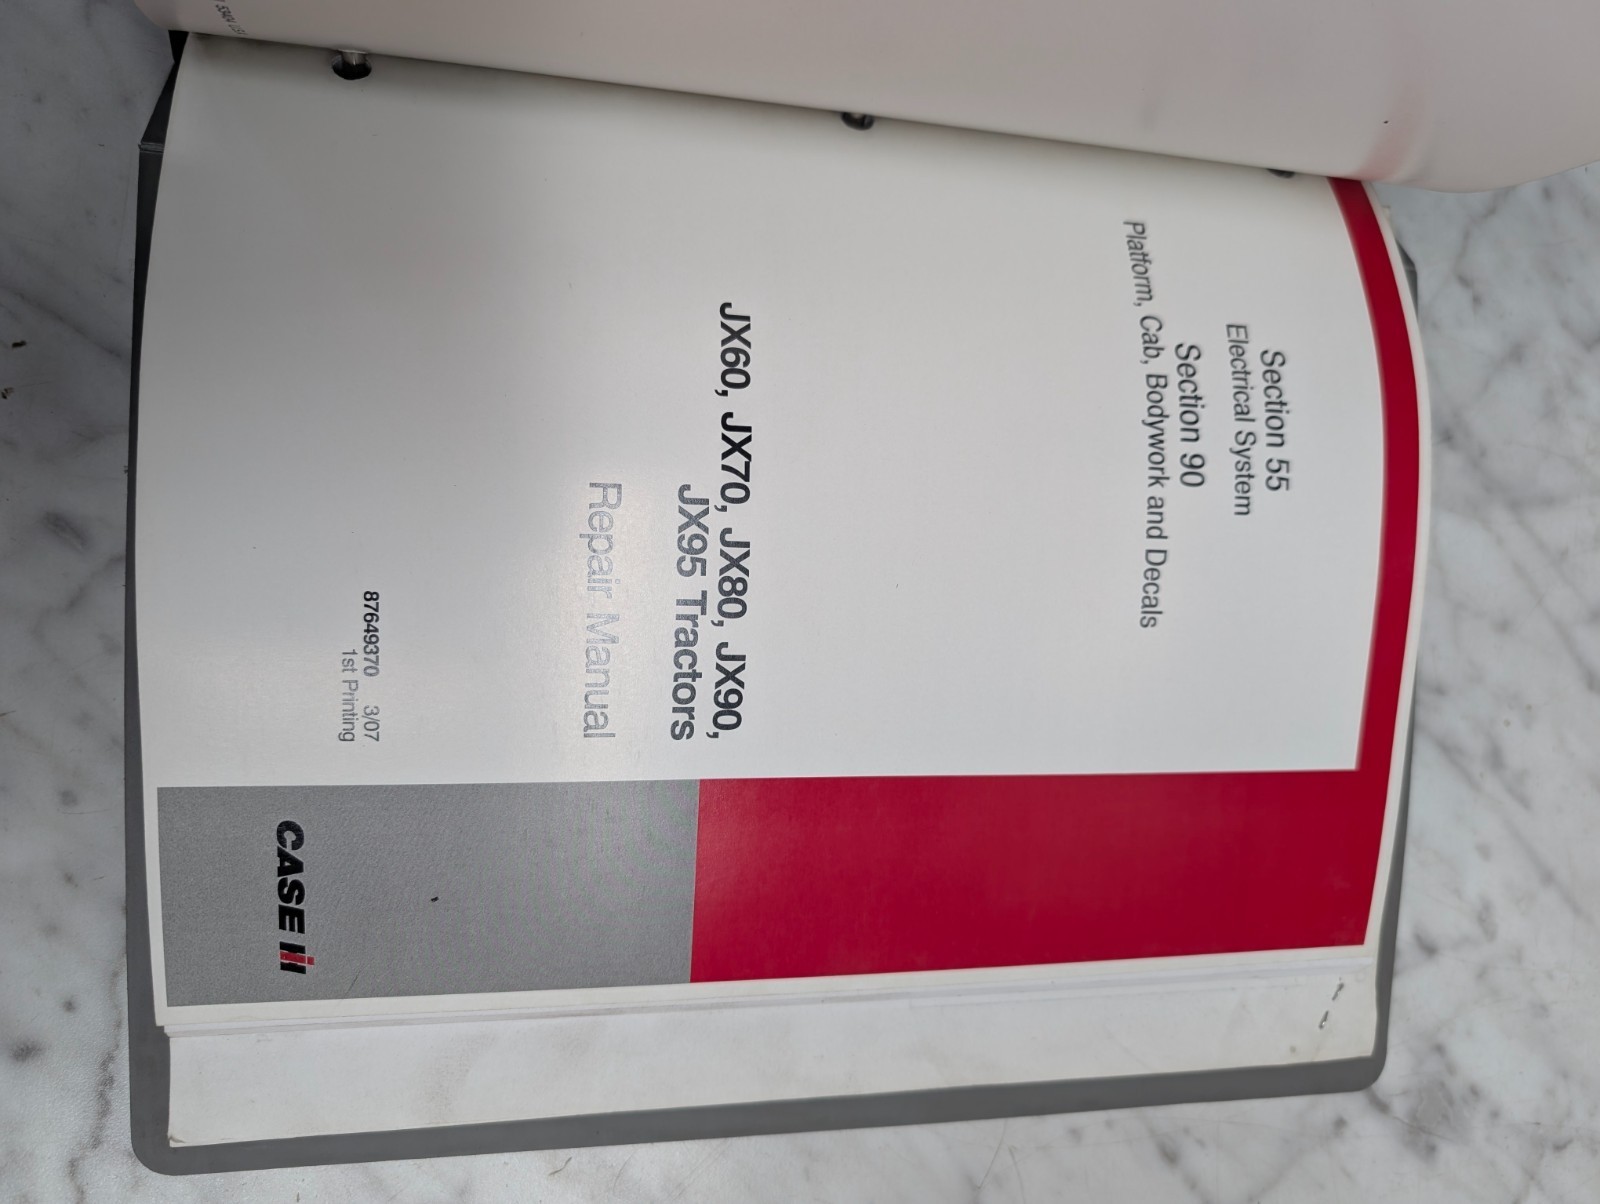 Section 55
Electrical System
Section 90
Platform, Cab, Bodywork and Decals
JX60, JX70, JX80, JX90,
JX95 Tractors
Repair Manual
87649370 3/07
1st Printing
CASE IH